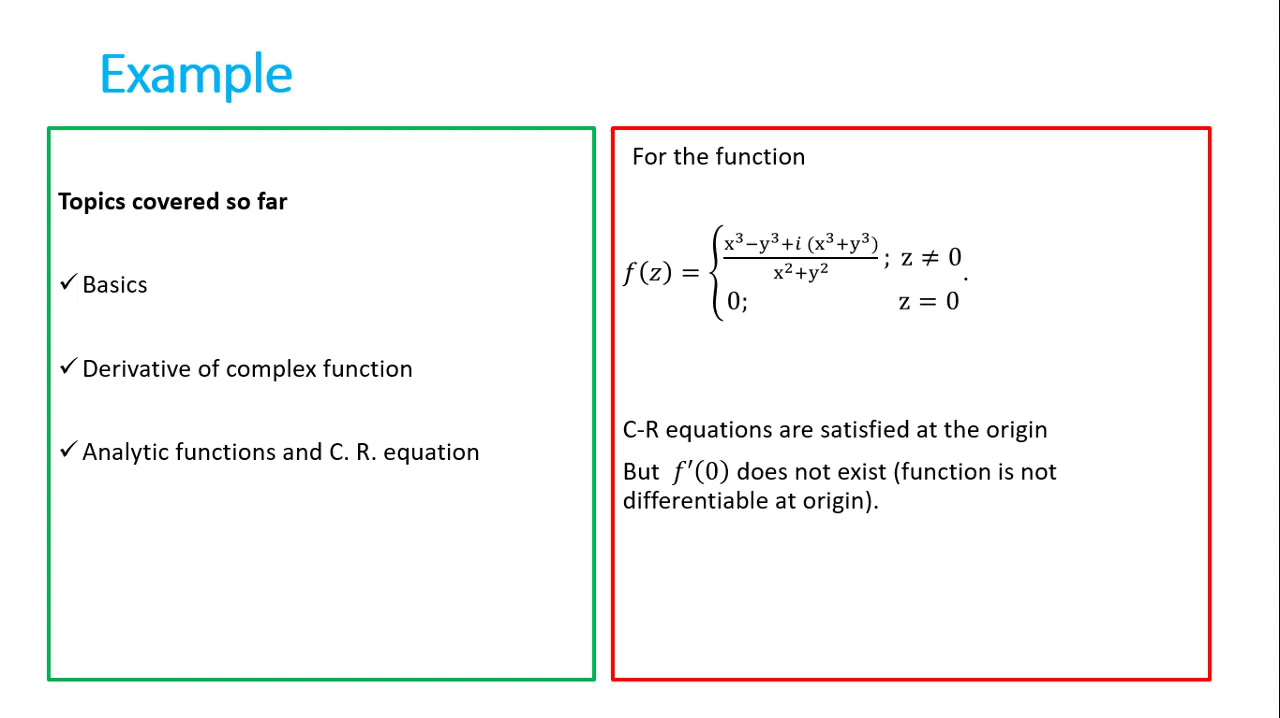 Example
Topics covered so far
✓ Basics
✓ Derivative of complex function
✓ Analytic functions and C. R. equation
For the function
f(z) = { (x³−y³+i (x³+y³))/(x²+y²) ; z ≠ 0
0; z = 0 .
C-R equations are satisfied at the origin
But f′(0) does not exist (function is not
differentiable at origin).